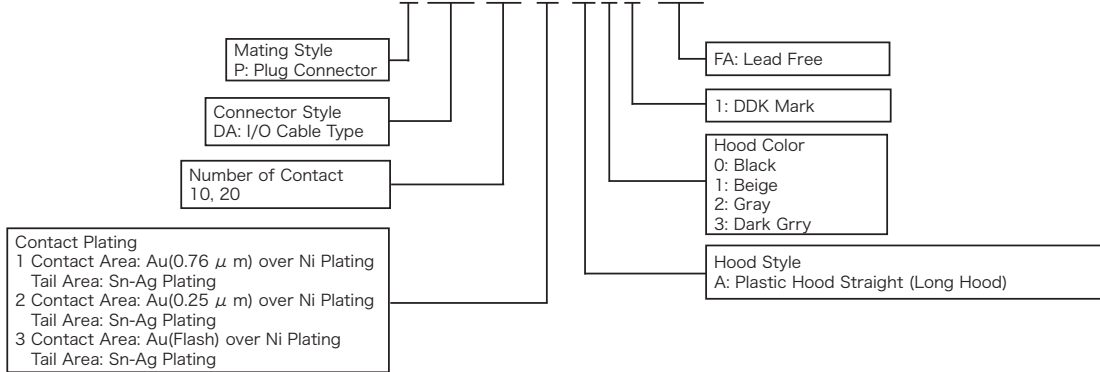 Mating Style
P: Plug Connector
Connector Style
DA: I/O Cable Type
Number of Contact
10, 20
Contact Plating
1 Contact Area: Au(0.76 μ m) over Ni Plating
Tail Area: Sn-Ag Plating
2 Contact Area: Au(0.25 μ m) over Ni Plating
Tail Area: Sn-Ag Plating
3 Contact Area: Au(Flash) over Ni Plating
Tail Area: Sn-Ag Plating
FA: Lead Free
1: DDK Mark
Hood Color
0: Black
1: Beige
2: Gray
3: Dark Grry
Hood Style
A: Plastic Hood Straight (Long Hood)